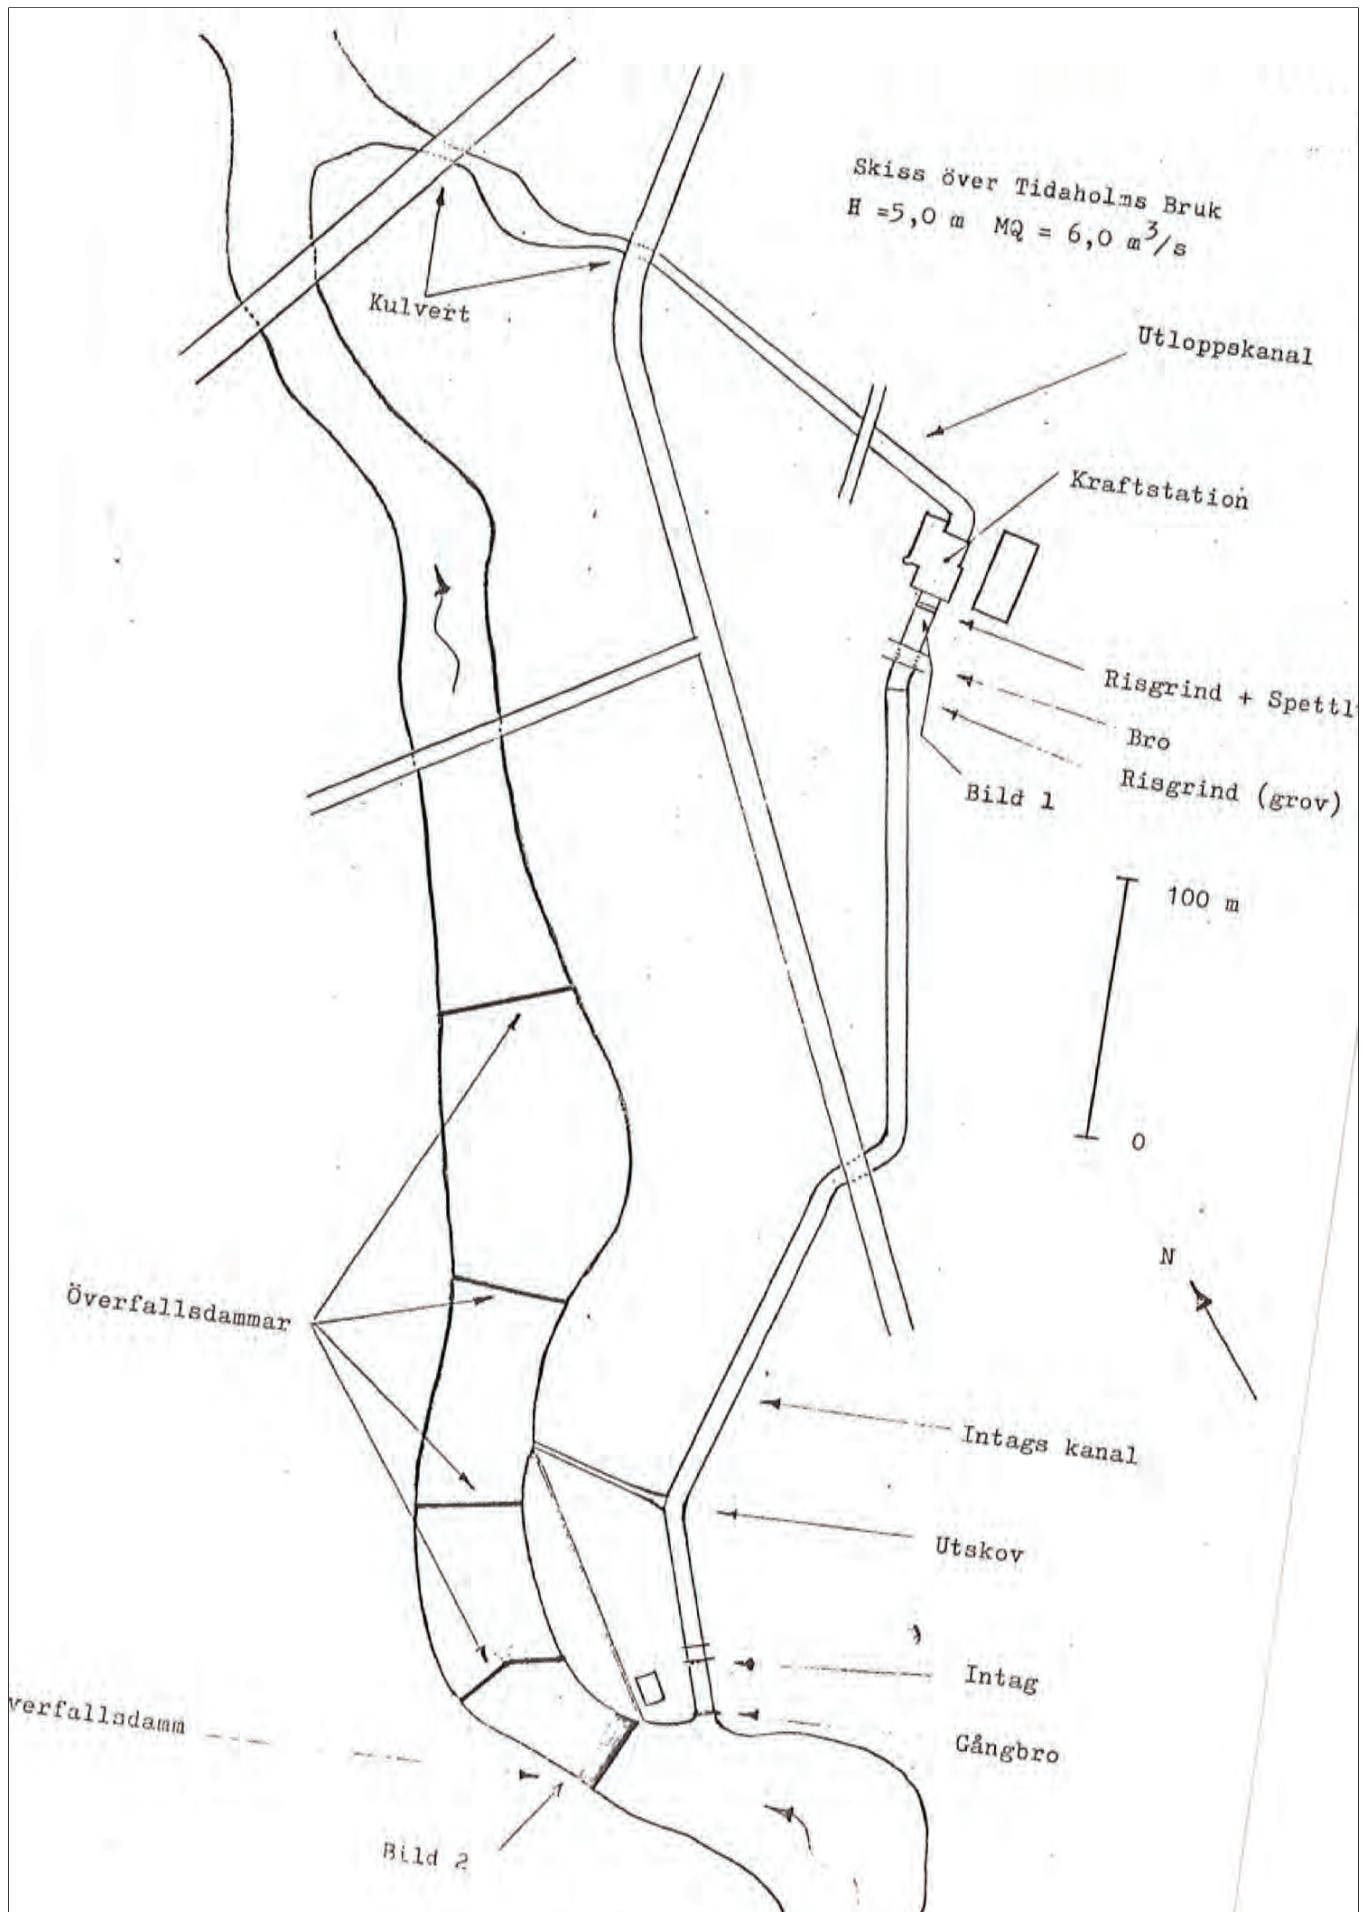 Skiss över Tidaholms Bruk
H =5,0 m MQ = 6,0 m³/s
Kulvert
Utloppskanal
Kraftstation
Risgrind + Spettl
Bro
Risgrind (grov)
Bild 1
100 m
0
N
Överfallsdammar
Intags kanal
Utskov
Intag
verfallsdamm
Gångbro
Bild 2